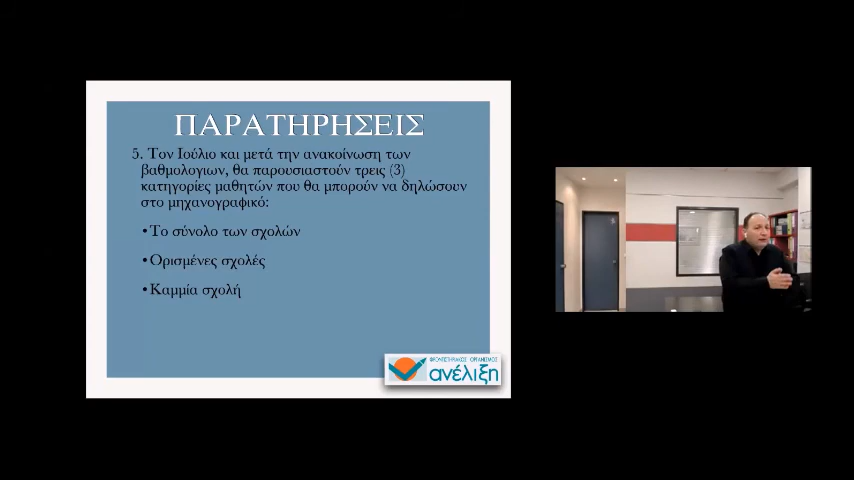 ΠΑΡΑΤΗΡΗΣΕΙΣ
5. Τον Ιούλιο και μετά την ανακοίνωση των
βαθμολογιων, θα παρουσιαστούν τρεις (3)
κατηγορίες μαθητών που θα μπορούν να δηλώσουν
στο μηχανογραφικό:
•Το σύνολο των σχολών
•Ορισμένες σχολές
•Καμμία σχολή
ΦΡΟΝΤΙΣΤΗΡΙΑΚΟΣ ΟΡΓΑΝΙΣΜΟΣ
ανέλιξη